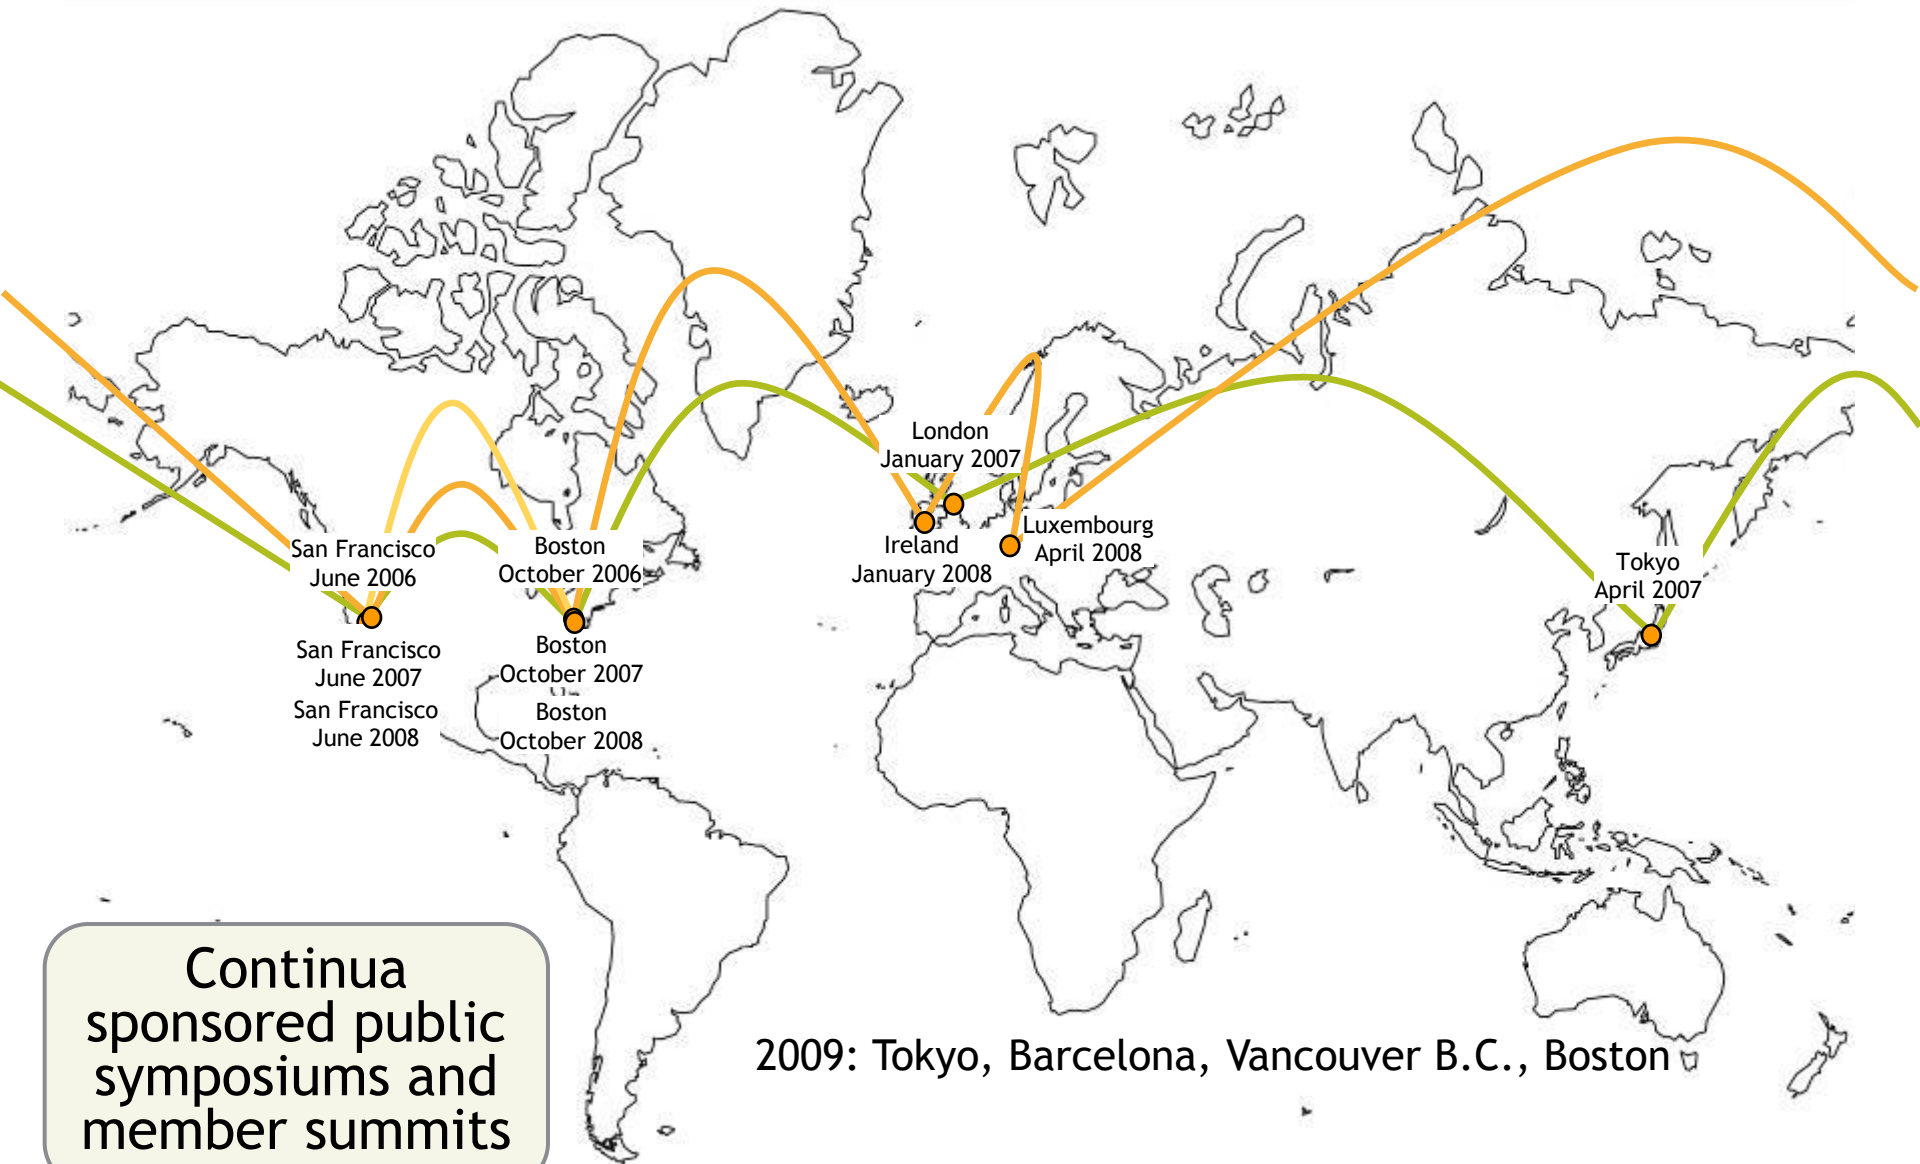 London
January 2007
San Francisco
June 2006
Boston
October 2006
Ireland
January 2008
Luxembourg
April 2008
Tokyo
April 2007
San Francisco
June 2007
Boston
October 2007
San Francisco
June 2008
Boston
October 2008
Continua
sponsored public
symposiums and
member summits
2009: Tokyo, Barcelona, Vancouver B.C., Boston